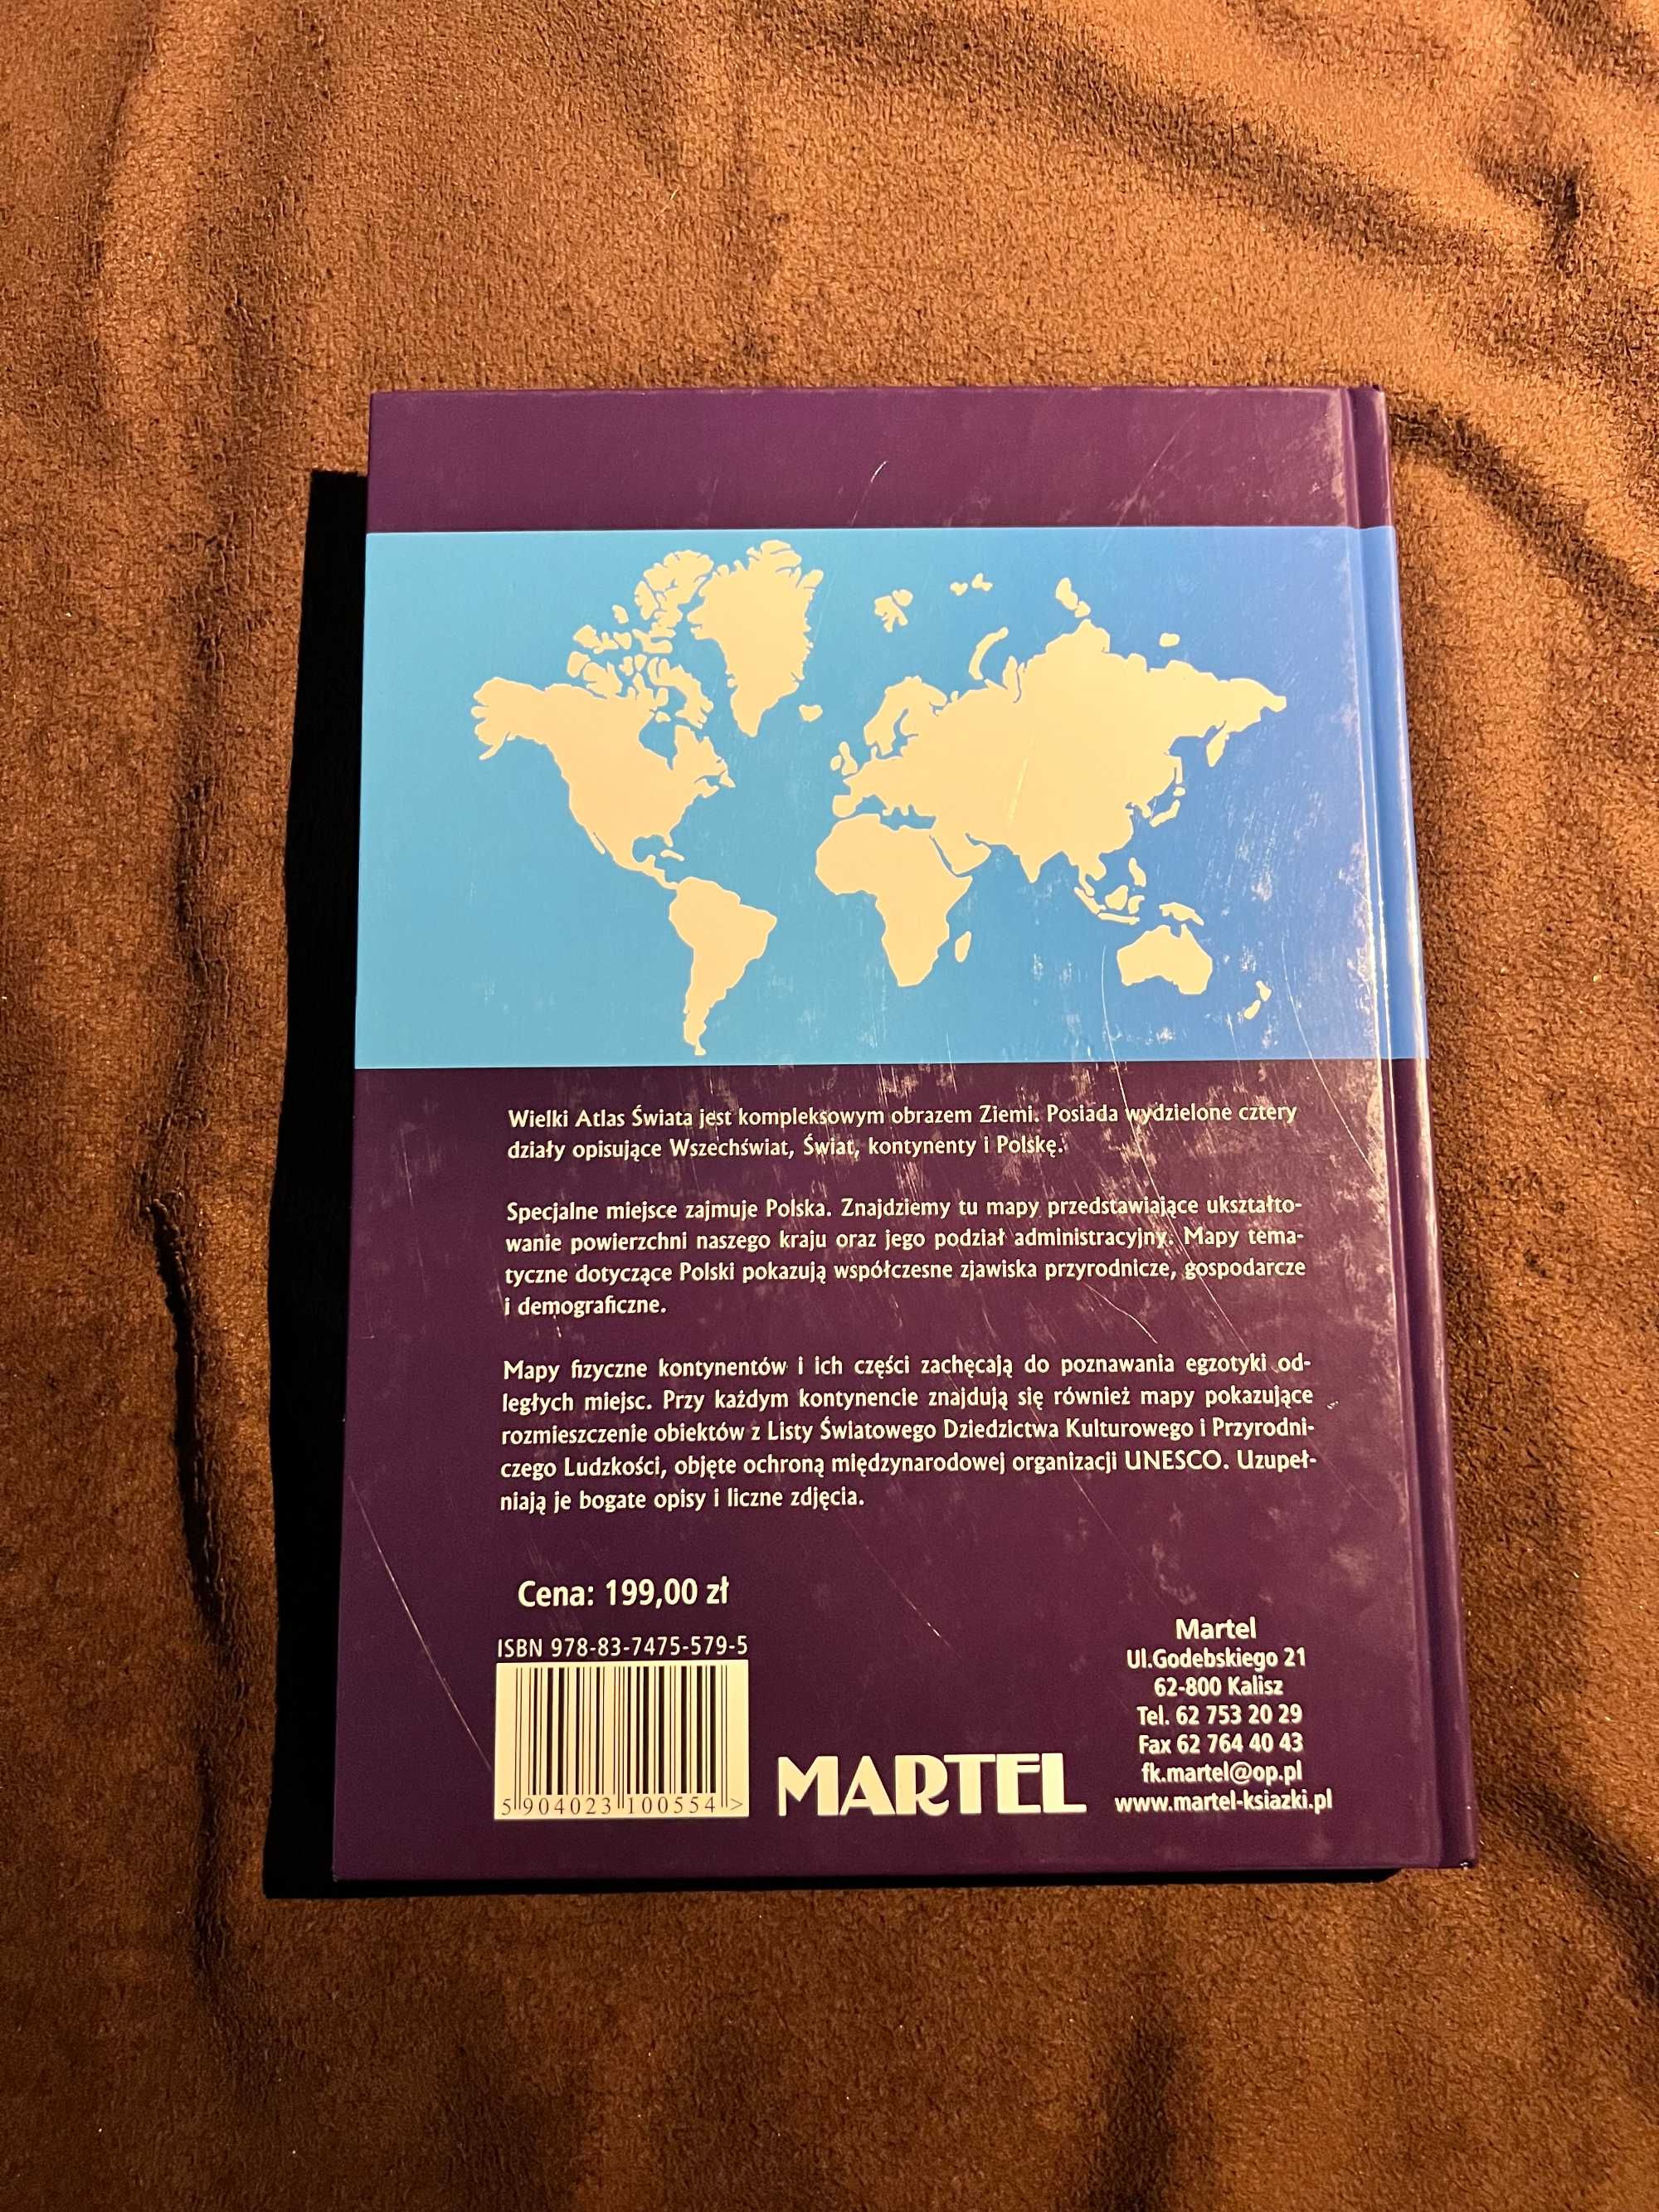 Wielki Atlas Świata jest kompleksowym obrazem Ziemi. Posiada wydzielone cztery
działy opisujące Wszechświat, Świat, kontynenty i Polskę.
Specjalne miejsce zajmuje Polska. Znajdziemy tu mapy przedstawiające ukształto-
wanie powierzchni naszego kraju oraz jego podział administracyjny. Mapy tema-
tyczne dotyczące Polski pokazują współczesne zjawiska przyrodnicze, gospodarcze
i demograficzne.
Mapy fizyczne kontynentów i ich części zachęcają do poznawania egzotyki od-
ległych miejsc. Przy każdym kontynencie znajdują się również mapy pokazujące
rozmieszczenie obiektów z Listy Światowego Dziedzictwa Kulturowego i Przyrodni-
czego Ludzkości, objęte ochroną międzynarodowej organizacji UNESCO. Uzupeł-
niają je bogate opisy i liczne zdjęcia.
Cena: 199,00 zł
ISBN 978-83-7475-579-5
5 904023 100554 >
MARTEL
Martel
Ul.Godebskiego 21
62-800 Kalisz
Tel. 62 753 20 29
Fax 62 764 40 43
fk.martel@op.pl
www.martel-ksiazki.pl